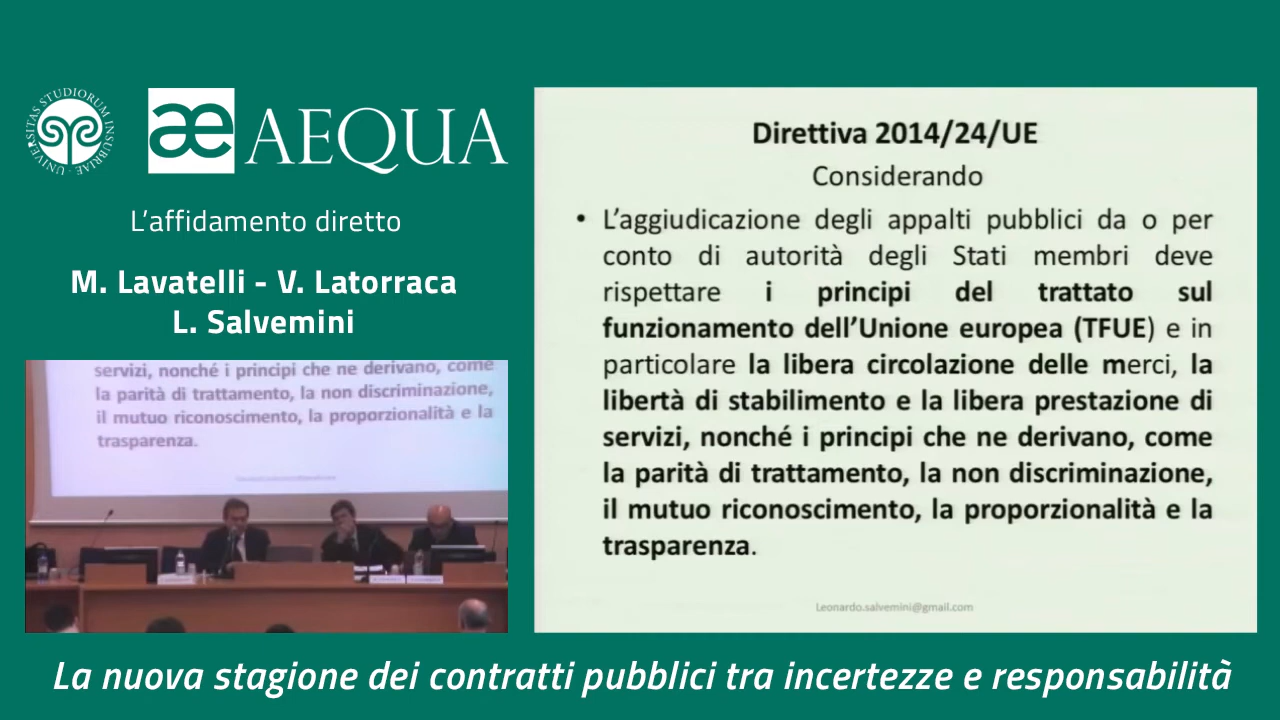 UNIVERSITAS STUDIORUM INSUBRIAE
æ AEQUA
L'affidamento diretto
M. Lavatelli - V. Latorraca
L. Salvemini
servizi, nonché i principi che ne derivano, come
la parità di trattamento, la non discriminazione,
il mutuo riconoscimento, la proporzionalità e la
trasparenza.
Direttiva 2014/24/UE
Considerando
• L'aggiudicazione degli appalti pubblici da o per
conto di autorità degli Stati membri deve
rispettare i principi del trattato sul
funzionamento dell'Unione europea (TFUE) e in
particolare la libera circolazione delle merci, la
libertà di stabilimento e la libera prestazione di
servizi, nonché i principi che ne derivano, come
la parità di trattamento, la non discriminazione,
il mutuo riconoscimento, la proporzionalità e la
trasparenza.
Leonardo.salvemini@gmail.com
La nuova stagione dei contratti pubblici tra incertezze e responsabilità